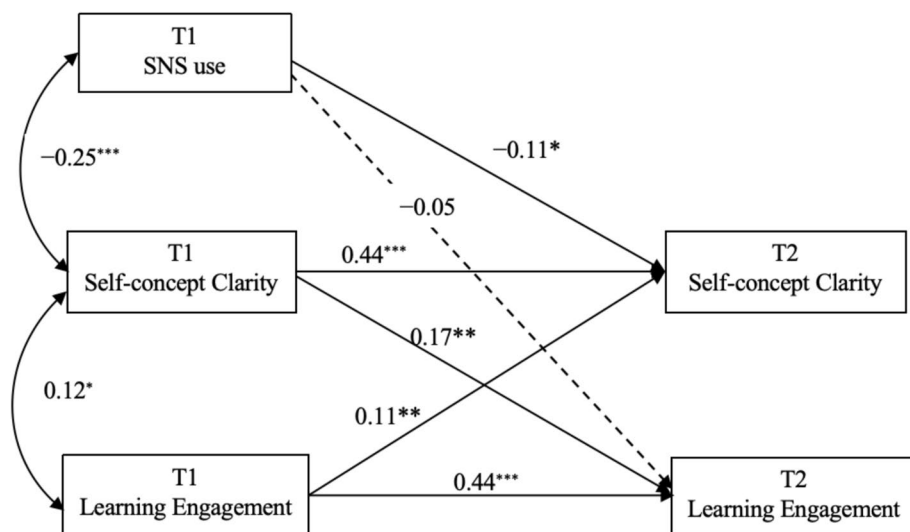 T1
SNS use
−0.25***
−0.11*
−0.05
T1
Self-concept Clarity
0.44***
T2
Self-concept Clarity
0.17**
0.12*
0.11**
T1
Learning Engagement
0.44***
T2
Learning Engagement